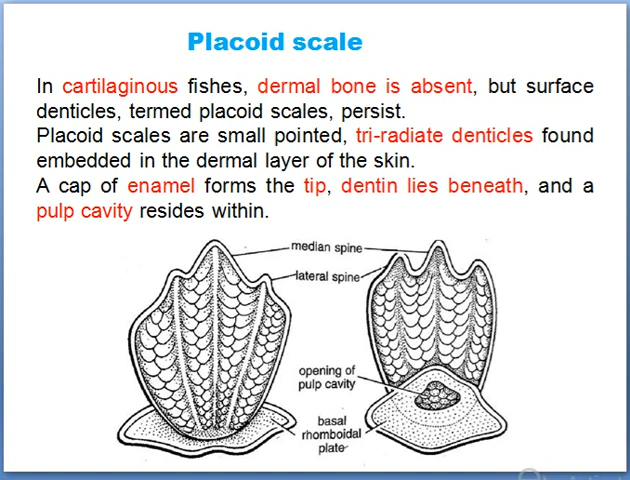 Placoid scale
In cartilaginous fishes, dermal bone is absent, but surface
denticles, termed placoid scales, persist.
Placoid scales are small pointed, tri-radiate denticles found
embedded in the dermal layer of the skin.
A cap of enamel forms the tip, dentin lies beneath, and a
pulp cavity resides within.
median spine
lateral spine
opening of
pulp cavity
basal
rhomboidal
plate